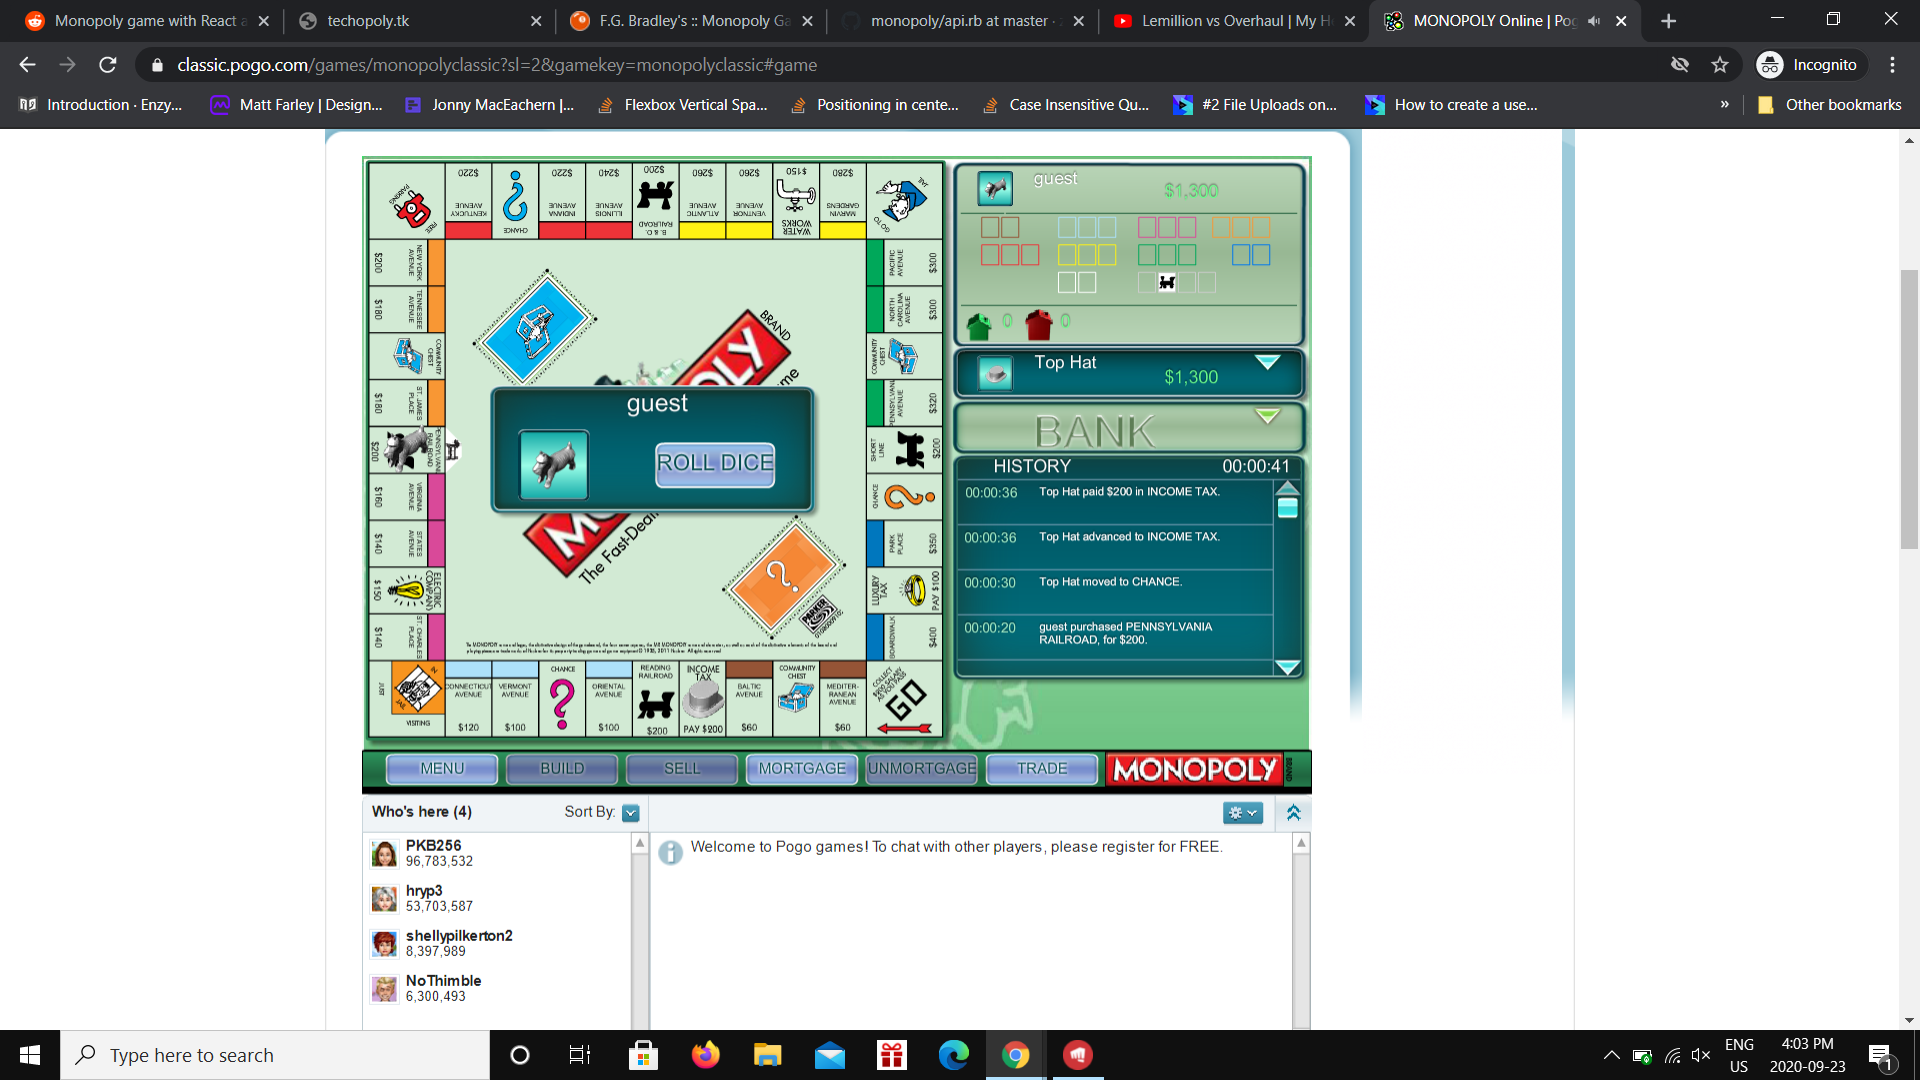 Monopoly game with React a
techopoly.tk
F.G. Bradley's :: Monopoly Ga
monopoly/api.rb at master ·
Lemillion vs Overhaul | My H
MONOPOLY Online | Pog
classic.pogo.com/games/monopolyclassic?sl=2&gamekey=monopolyclassic#game
Incognito
Introduction · Enzy...
Matt Farley | Design...
Jonny MacEachern |...
Flexbox Vertical Spa...
Positioning in cente...
Case Insensitive Qu...
#2 File Uploads on...
How to create a use...
»
Other bookmarks
FREE PARKING
$220
KENTUCKY AVENUE
CHANCE
$220
INDIANA AVENUE
$240
ILLINOIS AVENUE
$200
B. & O. RAILROAD
$260
ATLANTIC AVENUE
$260
VENTNOR AVENUE
$150
WATER WORKS
$280
MARVIN GARDENS
GO TO JAIL
$200
NEW YORK AVENUE
$180
TENNESSEE AVENUE
COMMUNITY CHEST
$180
ST. JAMES PLACE
$200
PENNSYLVANIA RAILROAD
$160
VIRGINIA AVENUE
$140
STATES AVENUE
$150
ELECTRIC COMPANY
$140
ST. CHARLES PLACE
PACIFIC AVENUE
$300
NORTH CAROLINA AVENUE
$300
COMMUNITY CHEST
PENNSYLVANI AVENUE
$320
SHORT LINE
$200
CHANCE
PARK PLACE
$350
LUXURY TAX
PAY $100
BOARDWALK
$400
BRAND
The Fast-Deal
me
PARKER
guest
ROLL DICE
JUST
VISITING
IN
JAIL
CONNECTICUT
AVENUE
$120
VERMONT
AVENUE
$100
CHANCE
ORIENTAL
AVENUE
$100
READING
RAILROAD
$200
INCOME
TAX
PAY $200
BALTIC
AVENUE
$60
COMMUNITY
CHEST
MEDITER-
RANEAN
AVENUE
$60
COLLECT
$200 SALARY
AS YOU PASS
GO
guest
$1,300
0
0
Top Hat
$1,300
BANK
HISTORY
00:00:41
00:00:36
Top Hat paid $200 in INCOME TAX.
00:00:36
Top Hat advanced to INCOME TAX.
00:00:30
Top Hat moved to CHANCE.
00:00:20
guest purchased PENNSYLVANIA
RAILROAD, for $200.
MENU
BUILD
SELL
MORTGAGE
UNMORTGAGE
TRADE
MONOPOLY
BRAND
Who's here (4)
Sort By:
PKB256
96,783,532
hryp3
53,703,587
shellypilkerton2
8,397,989
NoThimble
6,300,493
Welcome to Pogo games! To chat with other players, please register for FREE.
Type here to search
ENG
US
4:03 PM
2020-09-23
1